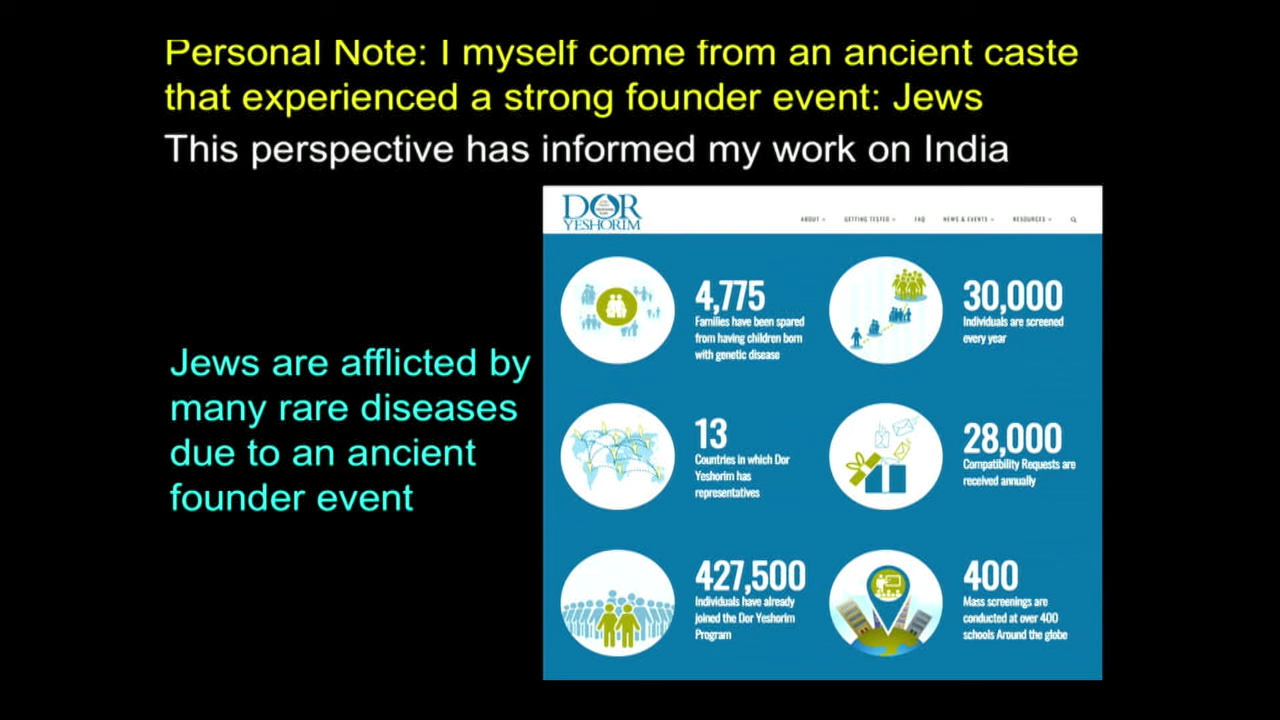 Personal Note: I myself come from an ancient caste
that experienced a strong founder event: Jews
This perspective has informed my work on India
Jews are afflicted by
many rare diseases
due to an ancient
founder event
DOR
YESHORIM
ABOUT
GETTING TESTED
FAQ
NEWS & EVENTS
RESOURCES
4,775
Families have been spared
from having children born
with genetic disease
30,000
Individuals are screened
every year
13
Countries in which Dor
Yeshorim has
representatives
28,000
Compatibility Requests are
received annually
427,500
Individuals have already
joined the Dor Yeshorim
Program
400
Mass screenings are
conducted at over 400
schools Around the globe